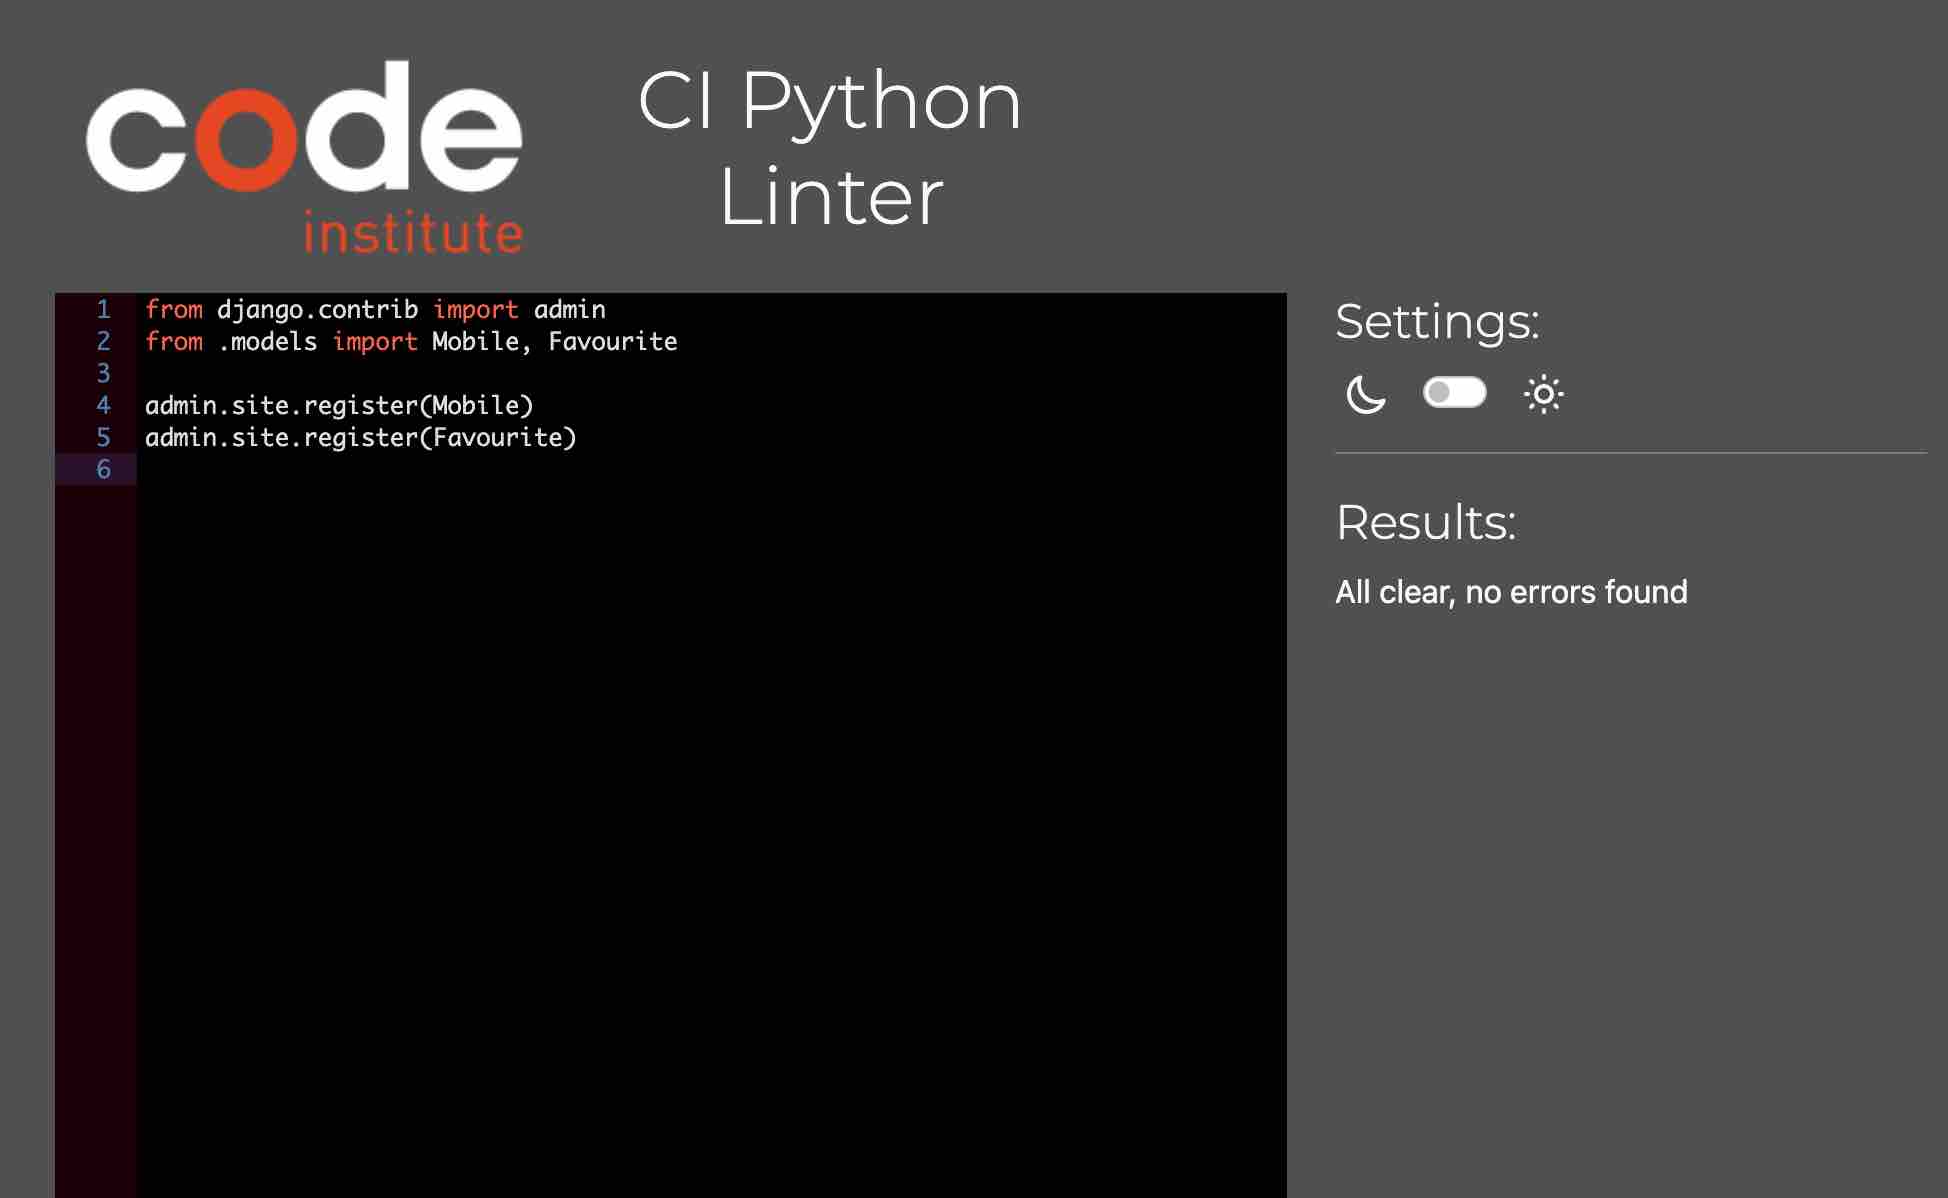 code
institute
CI Python
Linter
1 from django.contrib import admin
2 from .models import Mobile, Favourite
3
4 admin.site.register(Mobile)
5 admin.site.register(Favourite)
6
Settings:
Results:
All clear, no errors found